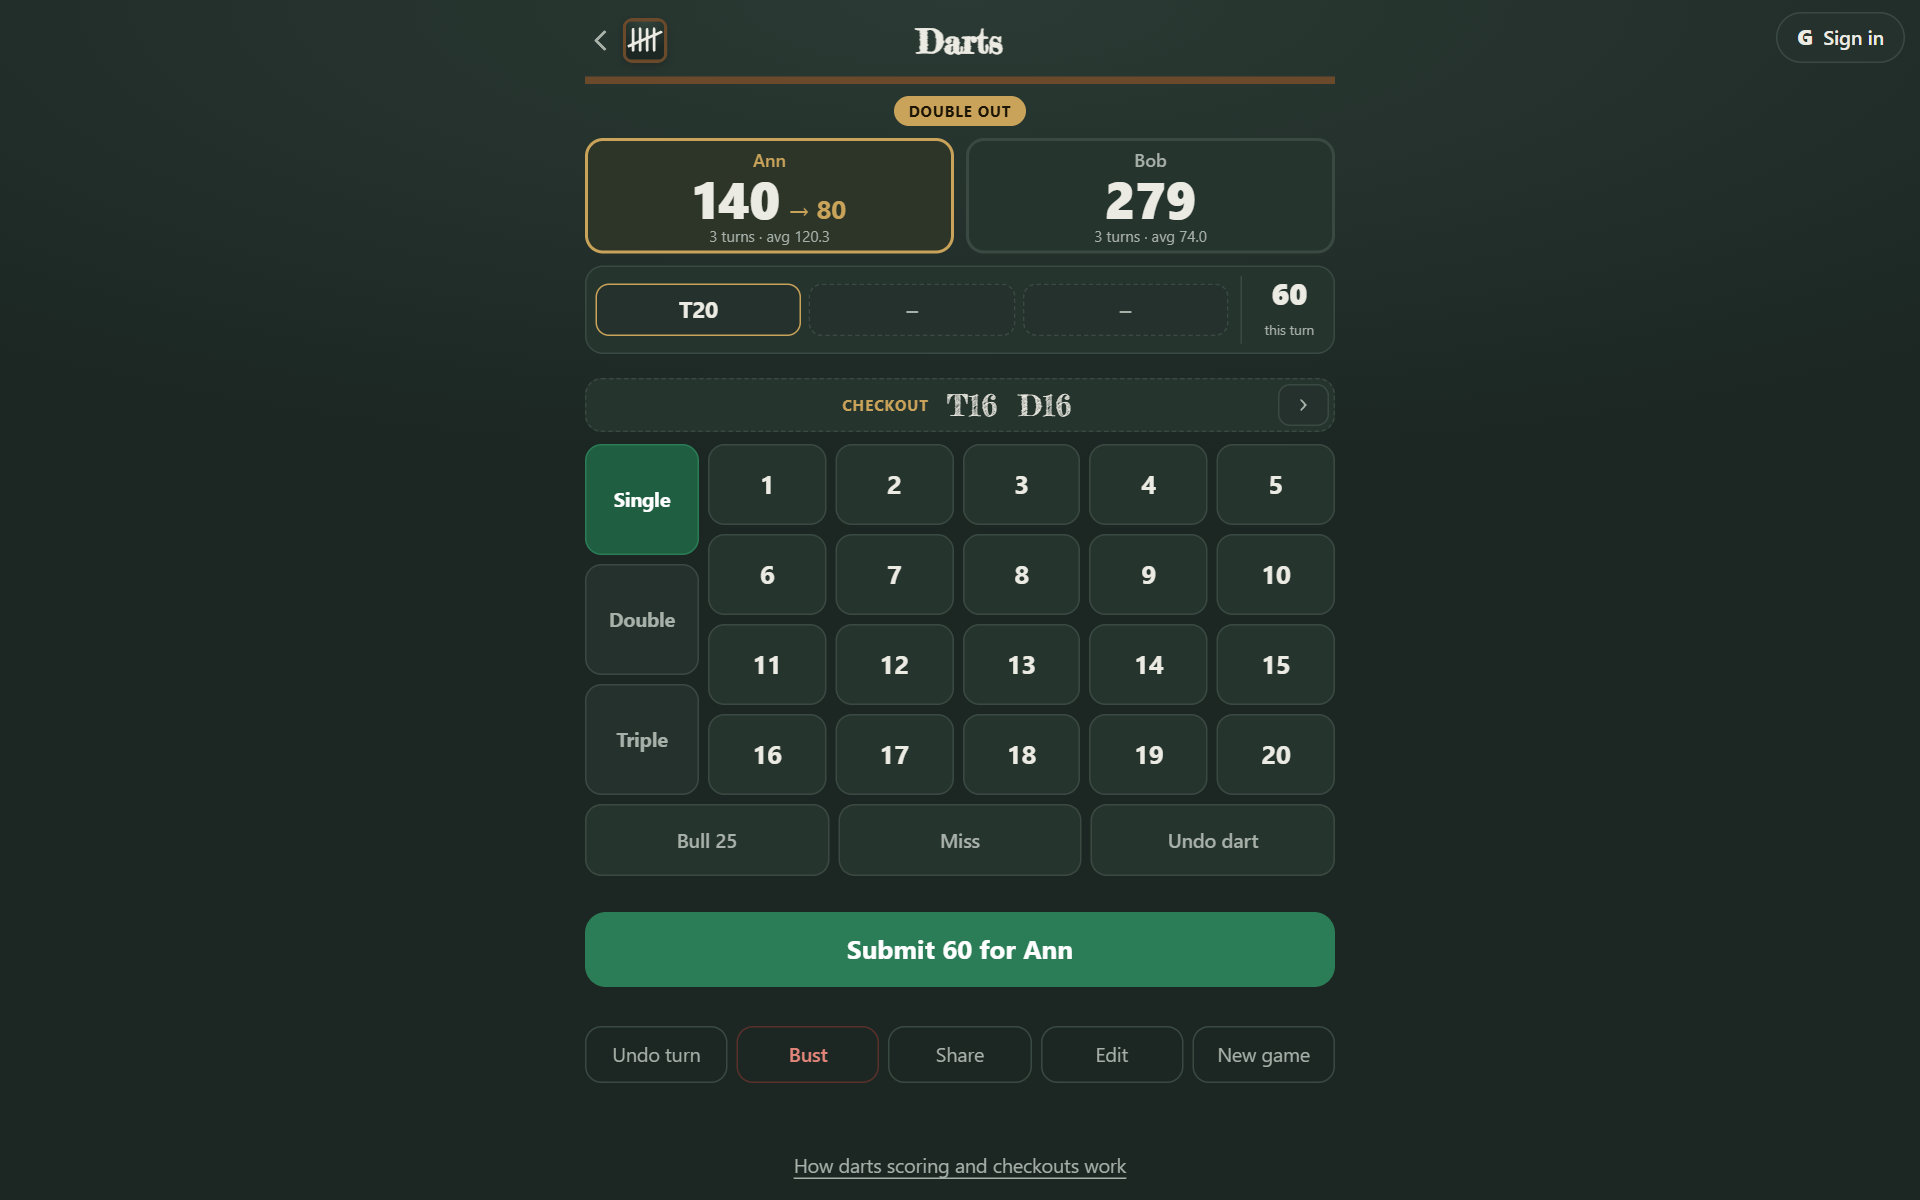 Darts
G Sign in
DOUBLE OUT
Ann
140 → 80
3 turns · avg 120.3
Bob
279
3 turns · avg 74.0
T20
–
–
60
this turn
CHECKOUT T16 D16
Single
Double
Triple
1 2 3 4 5
6 7 8 9 10
11 12 13 14 15
16 17 18 19 20
Bull 25
Miss
Undo dart
Submit 60 for Ann
Undo turn
Bust
Share
Edit
New game
How darts scoring and checkouts work